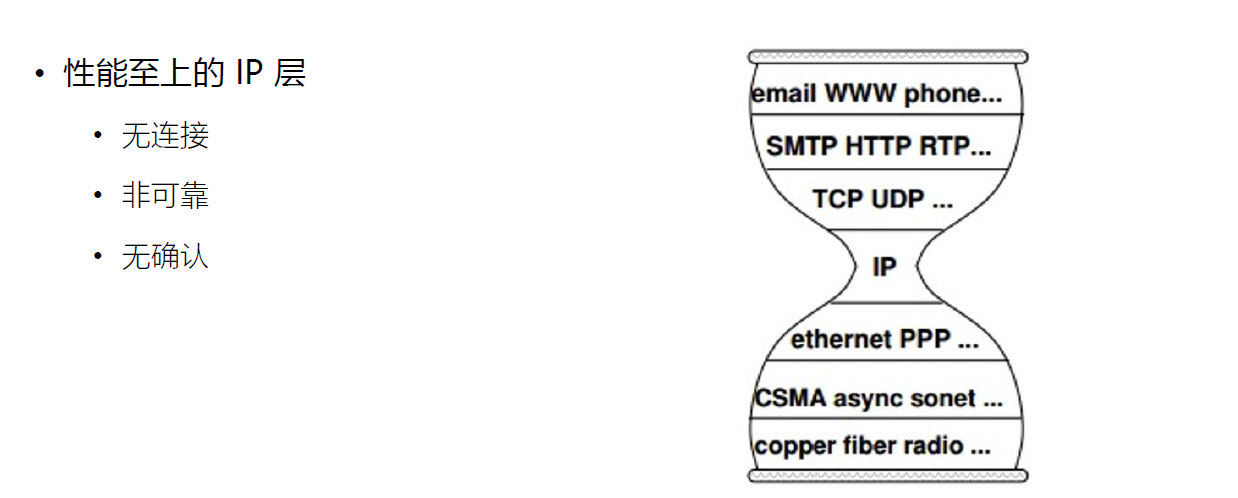 • 性能至上的 IP 层
• 无连接
• 非可靠
• 无确认
email WWW phone...
SMTP HTTP RTP...
TCP UDP ...
IP
ethernet PPP ...
CSMA async sonet ...
copper fiber radio ...